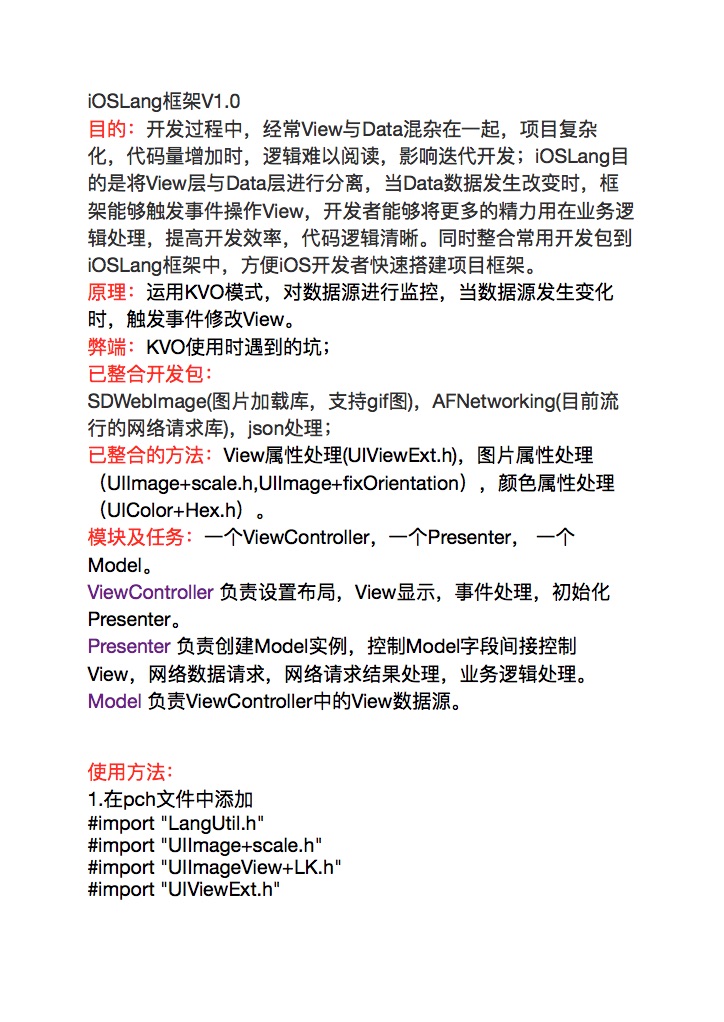 iOSLang框架V1.0
目的：开发过程中，经常View与Data混杂在一起，项目复杂
化，代码量增加时，逻辑难以阅读，影响迭代开发；iOSLang目
的是将View层与Data层进行分离，当Data数据发生改变时，框
架能够触发事件操作View，开发者能够将更多的精力用在业务逻
辑处理，提高开发效率，代码逻辑清晰。同时整合常用开发包到
iOSLang框架中，方便iOS开发者快速搭建项目框架。
原理：运用KVO模式，对数据源进行监控，当数据源发生变化
时，触发事件修改View。
弊端：KVO使用时遇到的坑；
已整合开发包：
SDWebImage(图片加载库，支持gif图)，AFNetworking(目前流
行的网络请求库)，json处理；
已整合的方法：View属性处理(UIViewExt.h)，图片属性处理
（UIImage+scale.h,UIImage+fixOrientation），颜色属性处理
（UIColor+Hex.h）。
模块及任务：一个ViewController，一个Presenter， 一个
Model。
ViewController 负责设置布局，View显示，事件处理，初始化
Presenter。
Presenter 负责创建Model实例，控制Model字段间接控制
View，网络数据请求，网络请求结果处理，业务逻辑处理。
Model 负责ViewController中的View数据源。
使用方法：
1.在pch文件中添加
#import "LangUtil.h"
#import "UIImage+scale.h"
#import "UIImageView+LK.h"
#import "UIViewExt.h"